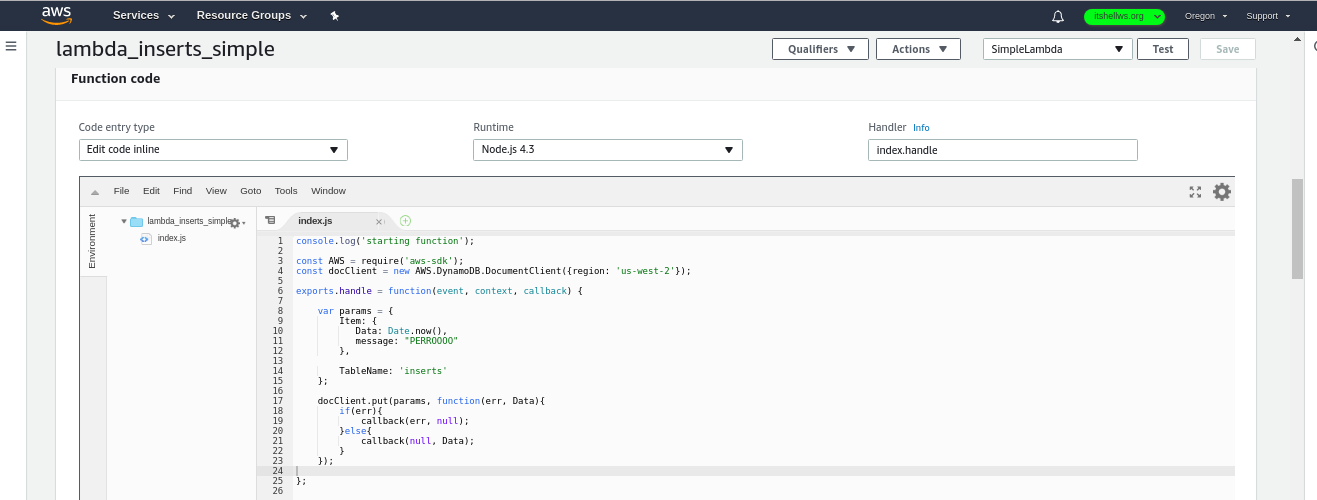 aws Services Resource Groups itshellws.org Oregon Support
lambda_inserts_simple Qualifiers Actions SimpleLambda Test Save
Function code
Code entry type Runtime Handler Info
Edit code inline Node.js 4.3 index.handle
File Edit Find View Goto Tools Window
Environment
lambda_inserts_simple
index.js
index.js
1 console.log('starting function');
2
3 const AWS = require('aws-sdk');
4 const docClient = new AWS.DynamoDB.DocumentClient({region: 'us-west-2'});
5
6 exports.handle = function(event, context, callback) {
7
8 var params = {
9 Item: {
10 Data: Date.now(),
11 message: "PERROOOO"
12 },
13
14 TableName: 'inserts'
15 };
16
17 docClient.put(params, function(err, Data){
18 if(err){
19 callback(err, null);
20 }else{
21 callback(null, Data);
22 }
23 });
24
25 };
26